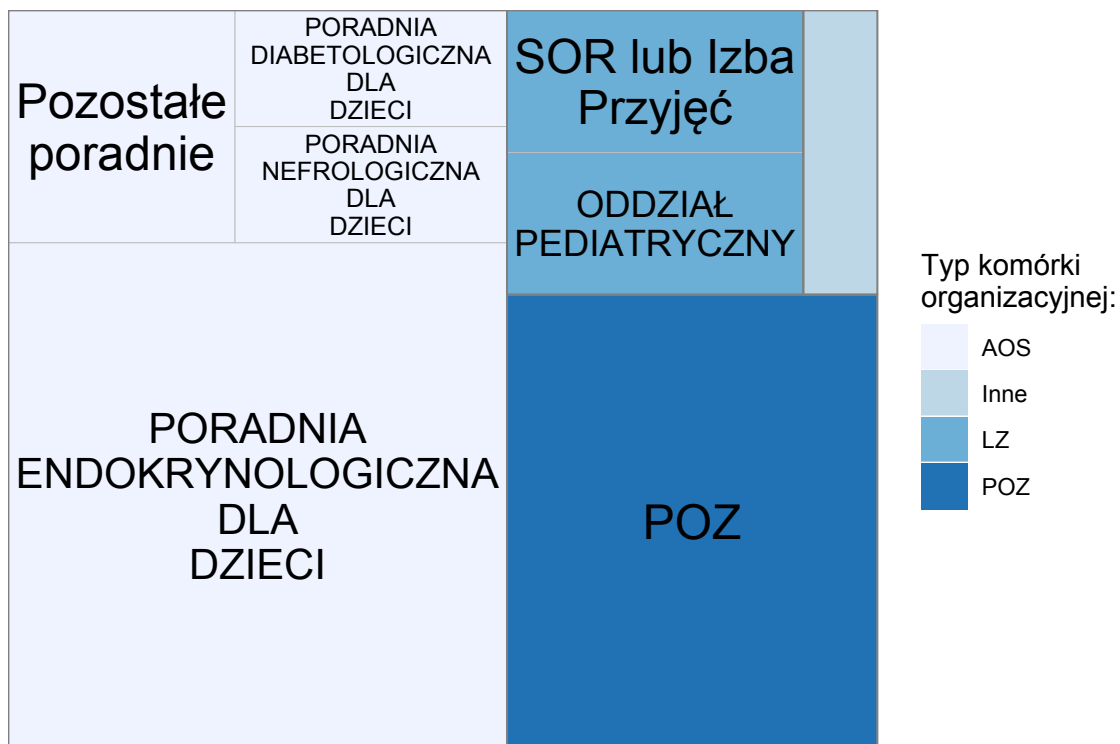 Pozostałe
poradnie
PORADNIA
DIABETOLOGICZNA
DLA
DZIECI
PORADNIA
NEFROLOGICZNA
DLA
DZIECI
PORADNIA
ENDOKRYNOLOGICZNA
DLA
DZIECI
SOR lub Izba
Przyjęć
ODDZIAŁ
PEDIATRYCZNY
POZ
Typ komórki
organizacyjnej:
AOS
Inne
LZ
POZ